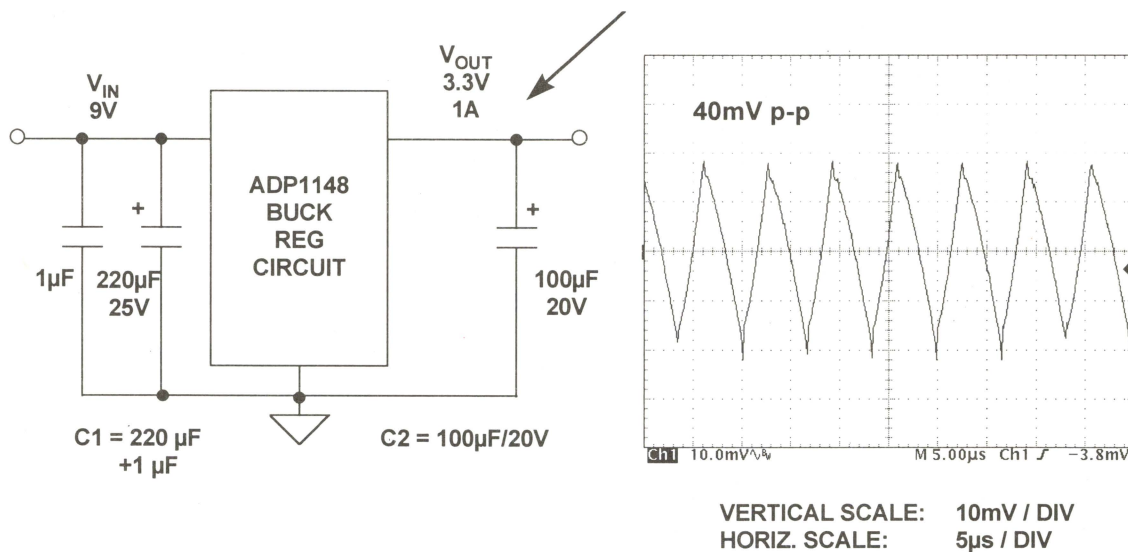 V_IN
9V
V_OUT
3.3V
1A
ADP1148
BUCK
REG
CIRCUIT
+
+
1µF
220µF
25V
100µF
20V
C1 = 220 µF
+1 µF
C2 = 100µF/20V
40mV p-p
Ch1 10.0mV M 5.00µs Ch1 -3.8mV
VERTICAL SCALE: 10mV / DIV
HORIZ. SCALE: 5µs / DIV